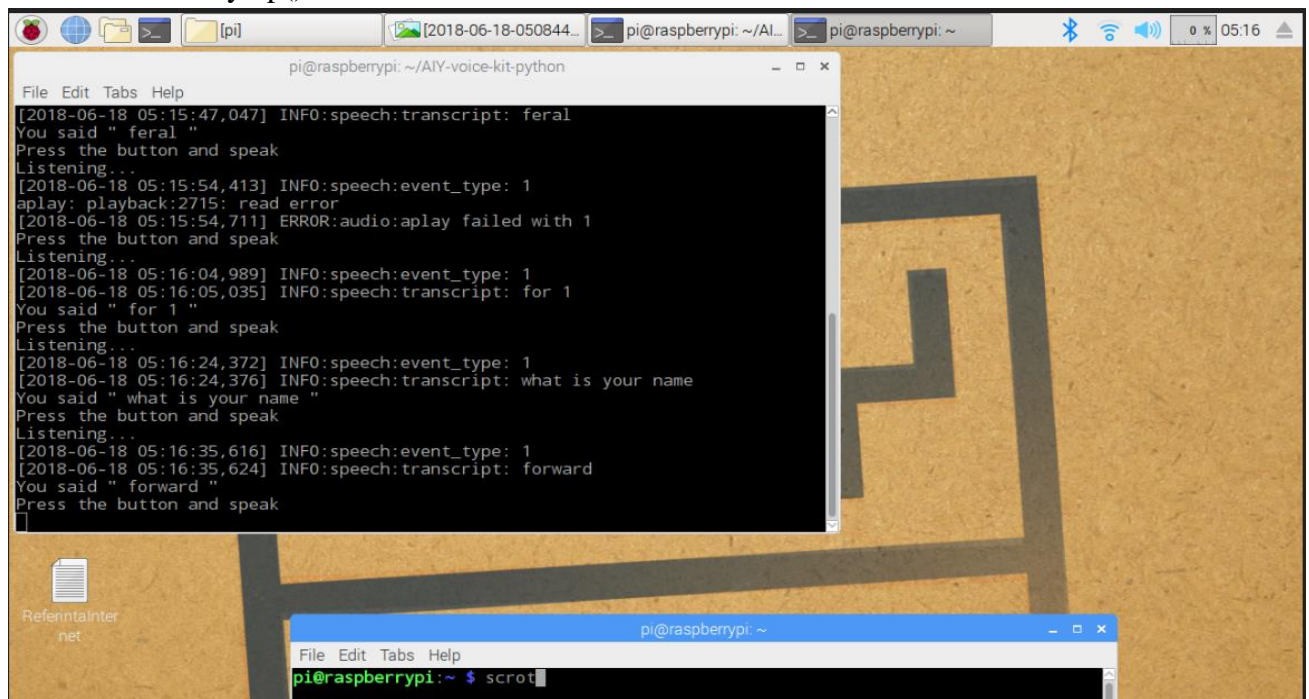 [pi]
[2018-06-18-050844...
pi@raspberrypi: ~/AI...
pi@raspberrypi: ~
0 %
05:16
pi@raspberrypi: ~/AIY-voice-kit-python
File Edit Tabs Help
[2018-06-18 05:15:47,047] INFO:speech:transcript: feral
You said " feral "
Press the button and speak
Listening...
[2018-06-18 05:15:54,413] INFO:speech:event_type: 1
aplay: playback:2715: read error
[2018-06-18 05:15:54,711] ERROR:audio:aplay failed with 1
Press the button and speak
Listening...
[2018-06-18 05:16:04,989] INFO:speech:event_type: 1
[2018-06-18 05:16:05,035] INFO:speech:transcript: for 1
You said " for 1 "
Press the button and speak
Listening...
[2018-06-18 05:16:24,372] INFO:speech:event_type: 1
[2018-06-18 05:16:24,376] INFO:speech:transcript: what is your name
You said " what is your name "
Press the button and speak
Listening...
[2018-06-18 05:16:35,616] INFO:speech:event_type: 1
[2018-06-18 05:16:35,624] INFO:speech:transcript: forward
You said " forward "
Press the button and speak
ReferintaInter
net
pi@raspberrypi: ~
File Edit Tabs Help
pi@raspberrypi:~ $ scrot